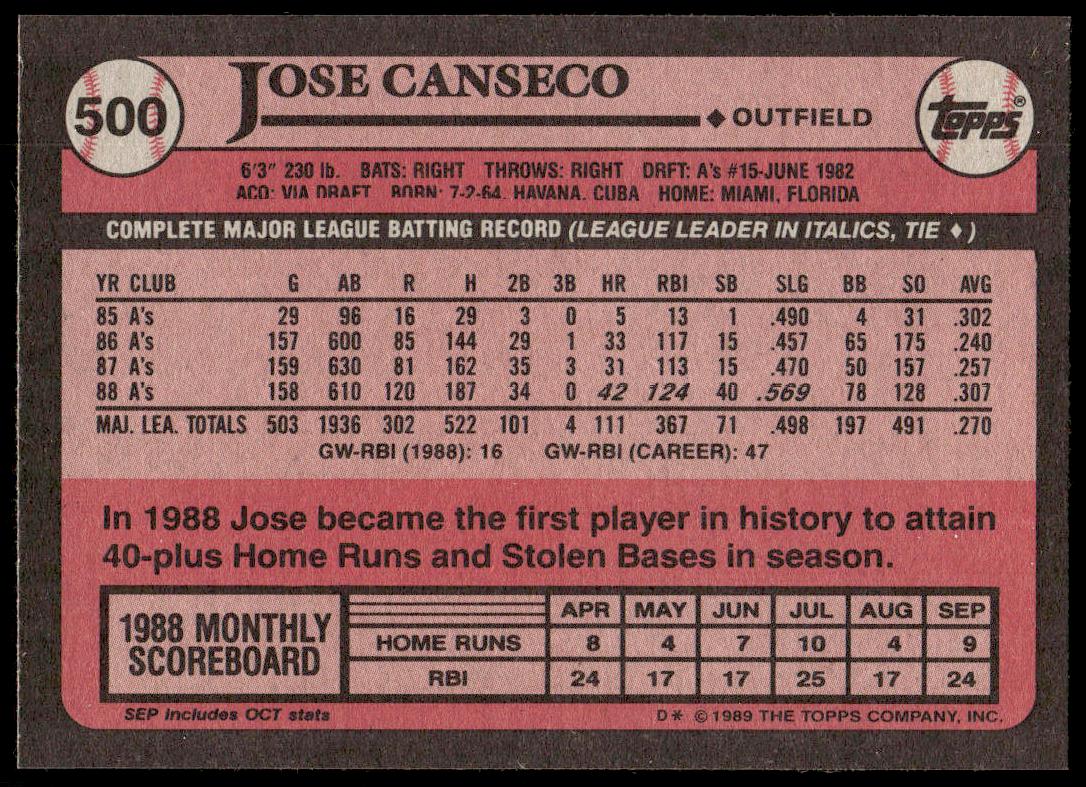 500
JOSE CANSECO
◆ OUTFIELD
TOPPS®
6'3" 230 lb. BATS: RIGHT THROWS: RIGHT DRFT: A's #15-JUNE 1982
ACQ: VIA DRAFT BORN: 7-2-64, HAVANA, CUBA HOME: MIAMI, FLORIDA
COMPLETE MAJOR LEAGUE BATTING RECORD (LEAGUE LEADER IN ITALICS, TIE ♦)
YR CLUB G AB R H 2B 3B HR RBI SB SLG BB SO AVG
85 A's 29 96 16 29 3 0 5 13 1 .490 4 31 .302
86 A's 157 600 85 144 29 1 33 117 15 .457 65 175 .240
87 A's 159 630 81 162 35 3 31 113 15 .470 50 157 .257
88 A's 158 610 120 187 34 0 42 124 40 .569 78 128 .307
MAJ. LEA. TOTALS 503 1936 302 522 101 4 111 367 71 .498 197 491 .270
GW-RBI (1988): 16 GW-RBI (CAREER): 47
In 1988 Jose became the first player in history to attain
40-plus Home Runs and Stolen Bases in season.
1988 MONTHLY
SCOREBOARD
APR MAY JUN JUL AUG SEP
HOME RUNS 8 4 7 10 4 9
RBI 24 17 17 25 17 24
SEP includes OCT stats
D* © 1989 THE TOPPS COMPANY, INC.